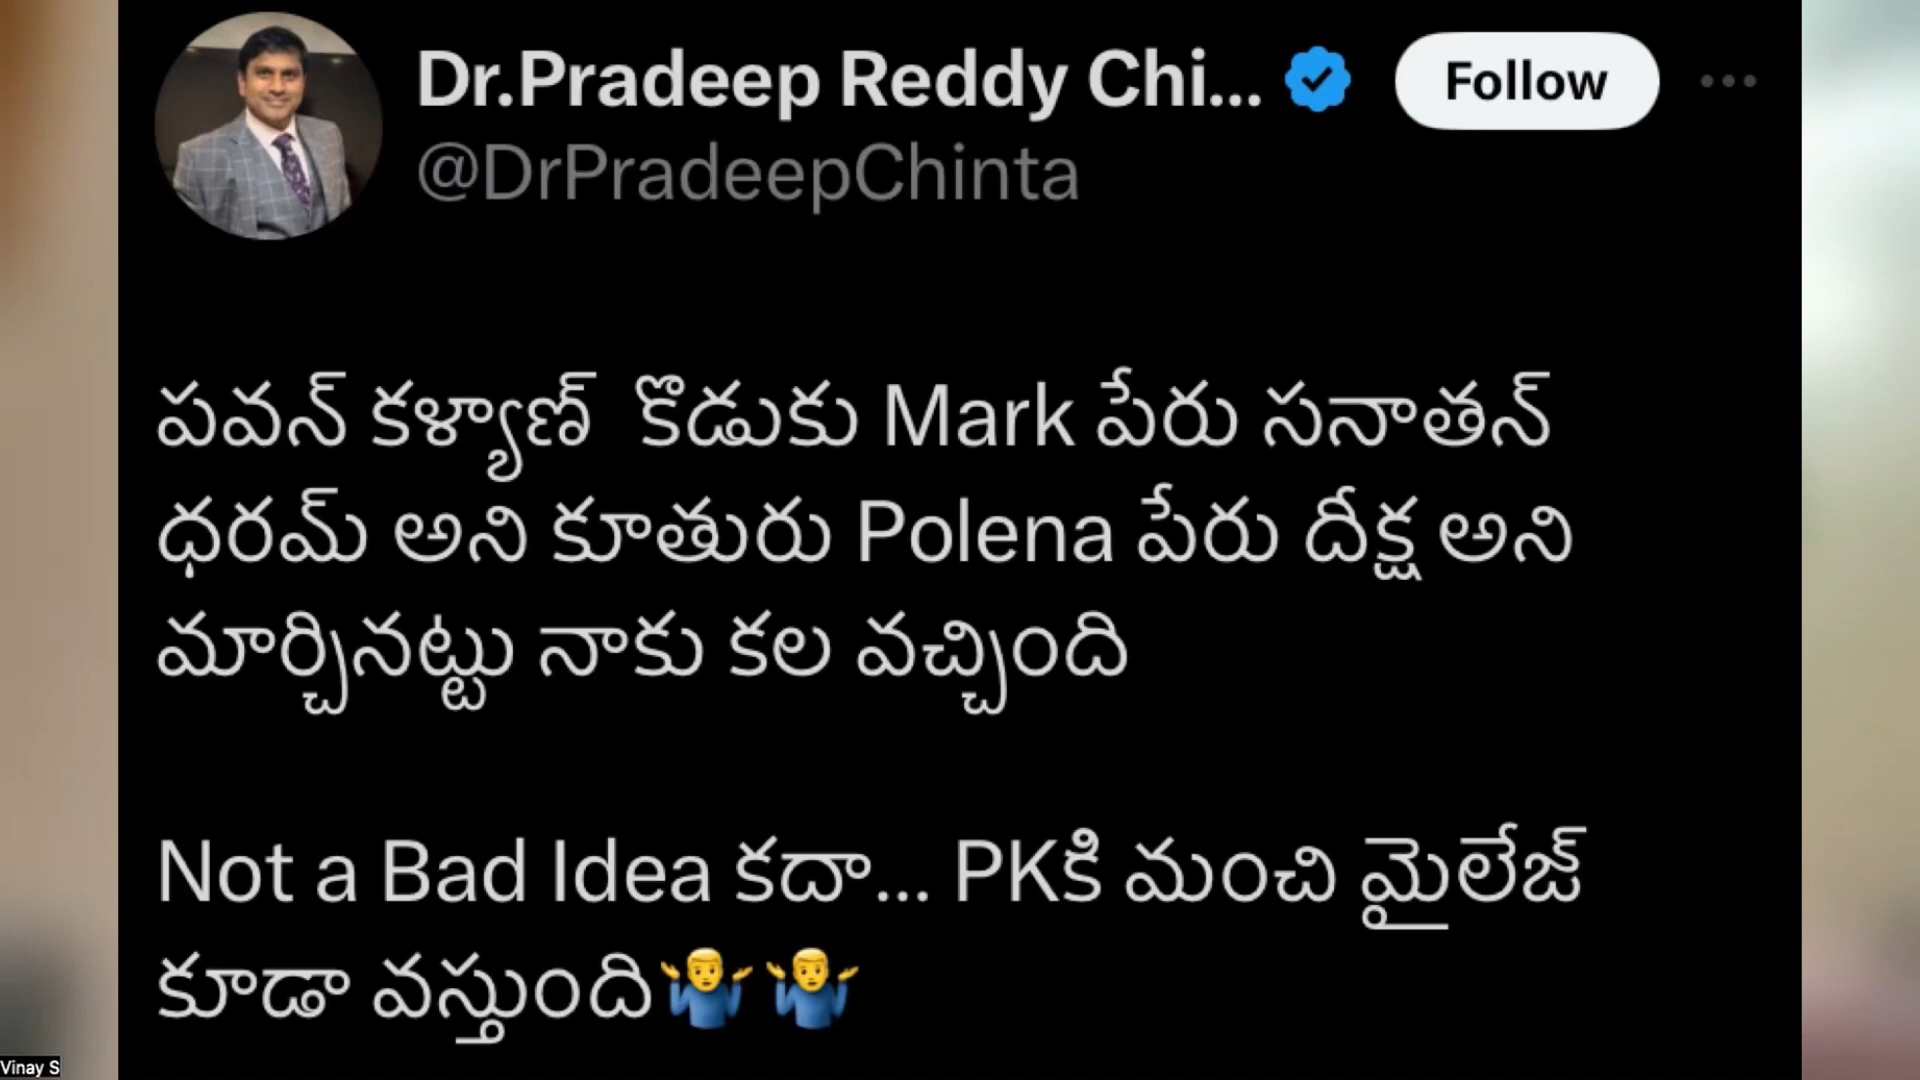 Dr.Pradeep Reddy Chi...
Follow
@DrPradeepChinta
పవన్ కళ్యాణ్ కొడుకు Mark పేరు సనాతన్
ధరమ్ అని కూతురు Polena పేరు దీక్ష అని
మార్చినట్టు నాకు కల వచ్చింది
Not a Bad Idea కదా... PKకి మంచి మైలేజ్
కూడా వస్తుంది🤷‍♂️🤷‍♂️
Vinay S